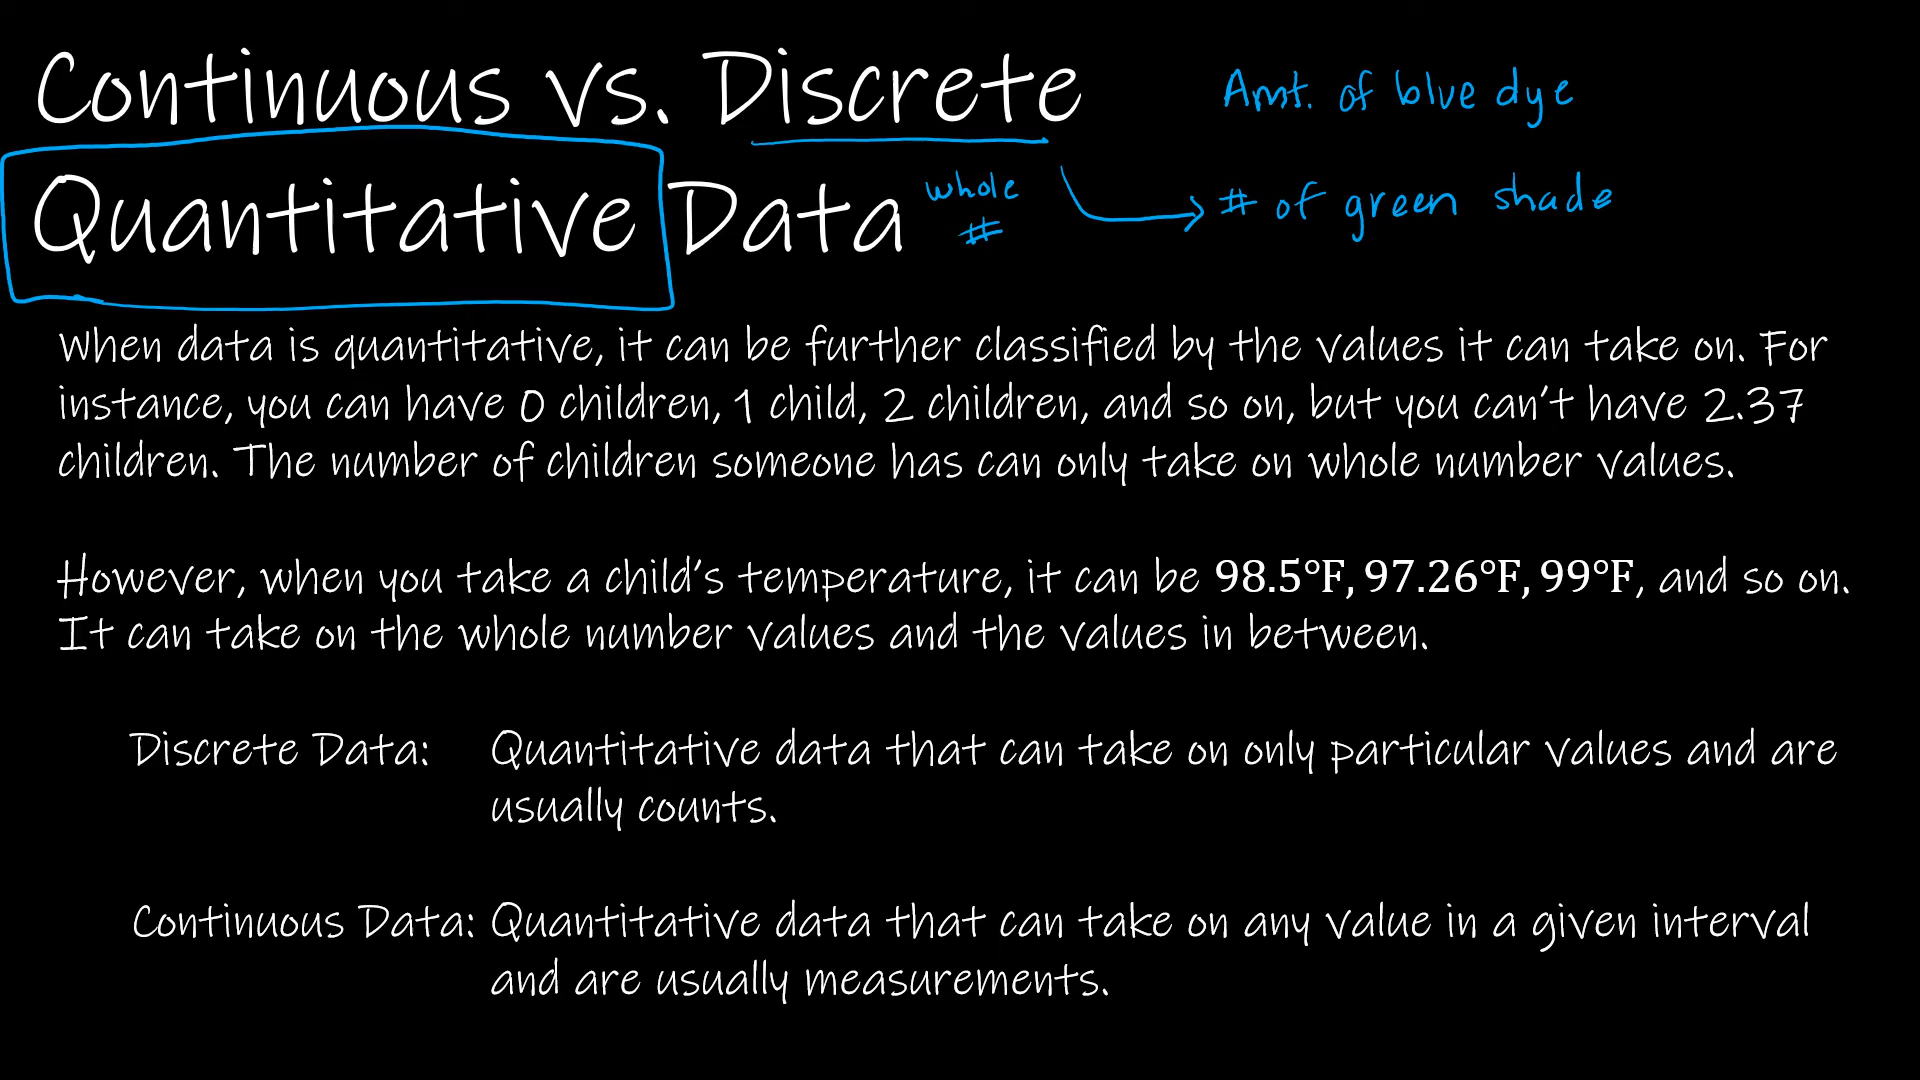 Continuous vs. Discrete
Quantitative Data
whole
#
Amt. of blue dye
# of green shade
When data is quantitative, it can be further classified by the values it can take on. For
instance, you can have 0 children, 1 child, 2 children, and so on, but you can't have 2.37
children. The number of children someone has can only take on whole number values.
However, when you take a child's temperature, it can be 98.5°F, 97.26°F, 99°F, and so on.
It can take on the whole number values and the values in between.
Discrete Data: Quantitative data that can take on only particular values and are
usually counts.
Continuous Data: Quantitative data that can take on any value in a given interval
and are usually measurements.